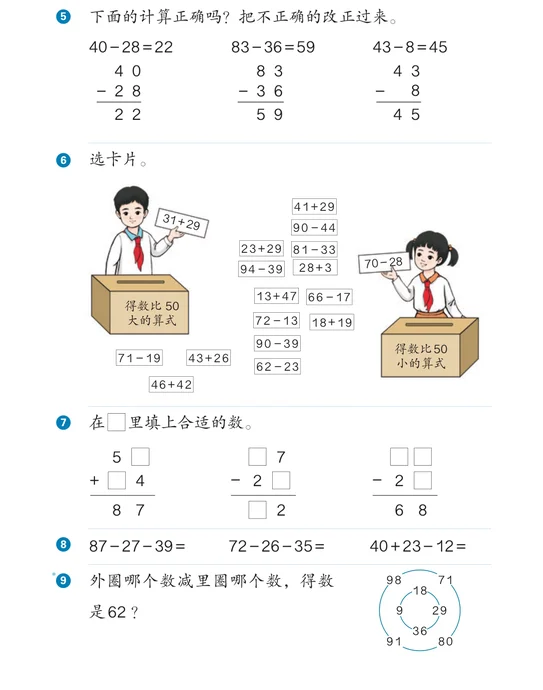 5 下面的计算正确吗？把不正确的改正过来。
40－28＝22 83－36＝59 43－8＝45
4 0 8 3 4 3
－ 2 8 － 3 6 － 8
2 2 5 9 4 5
6 选卡片。
31＋29
41＋29
90－44
23＋29 81－33
94－39 28＋3
70－28
13＋47 66－17
72－13 18＋19
90－39
62－23
得数比 50
大的算式
得数比 50
小的算式
71－19 43＋26
46＋42
7 在□里填上合适的数。
5 □ □ 7 □ □
＋ □ 4 － 2 □ － 2 □
8 7 □ 2 6 8
8 87－27－39＝ 72－26－35＝ 40＋23－12＝
*9 外圈哪个数减里圈哪个数，得数
是 62？
98 71
18
9 29
36
91 80